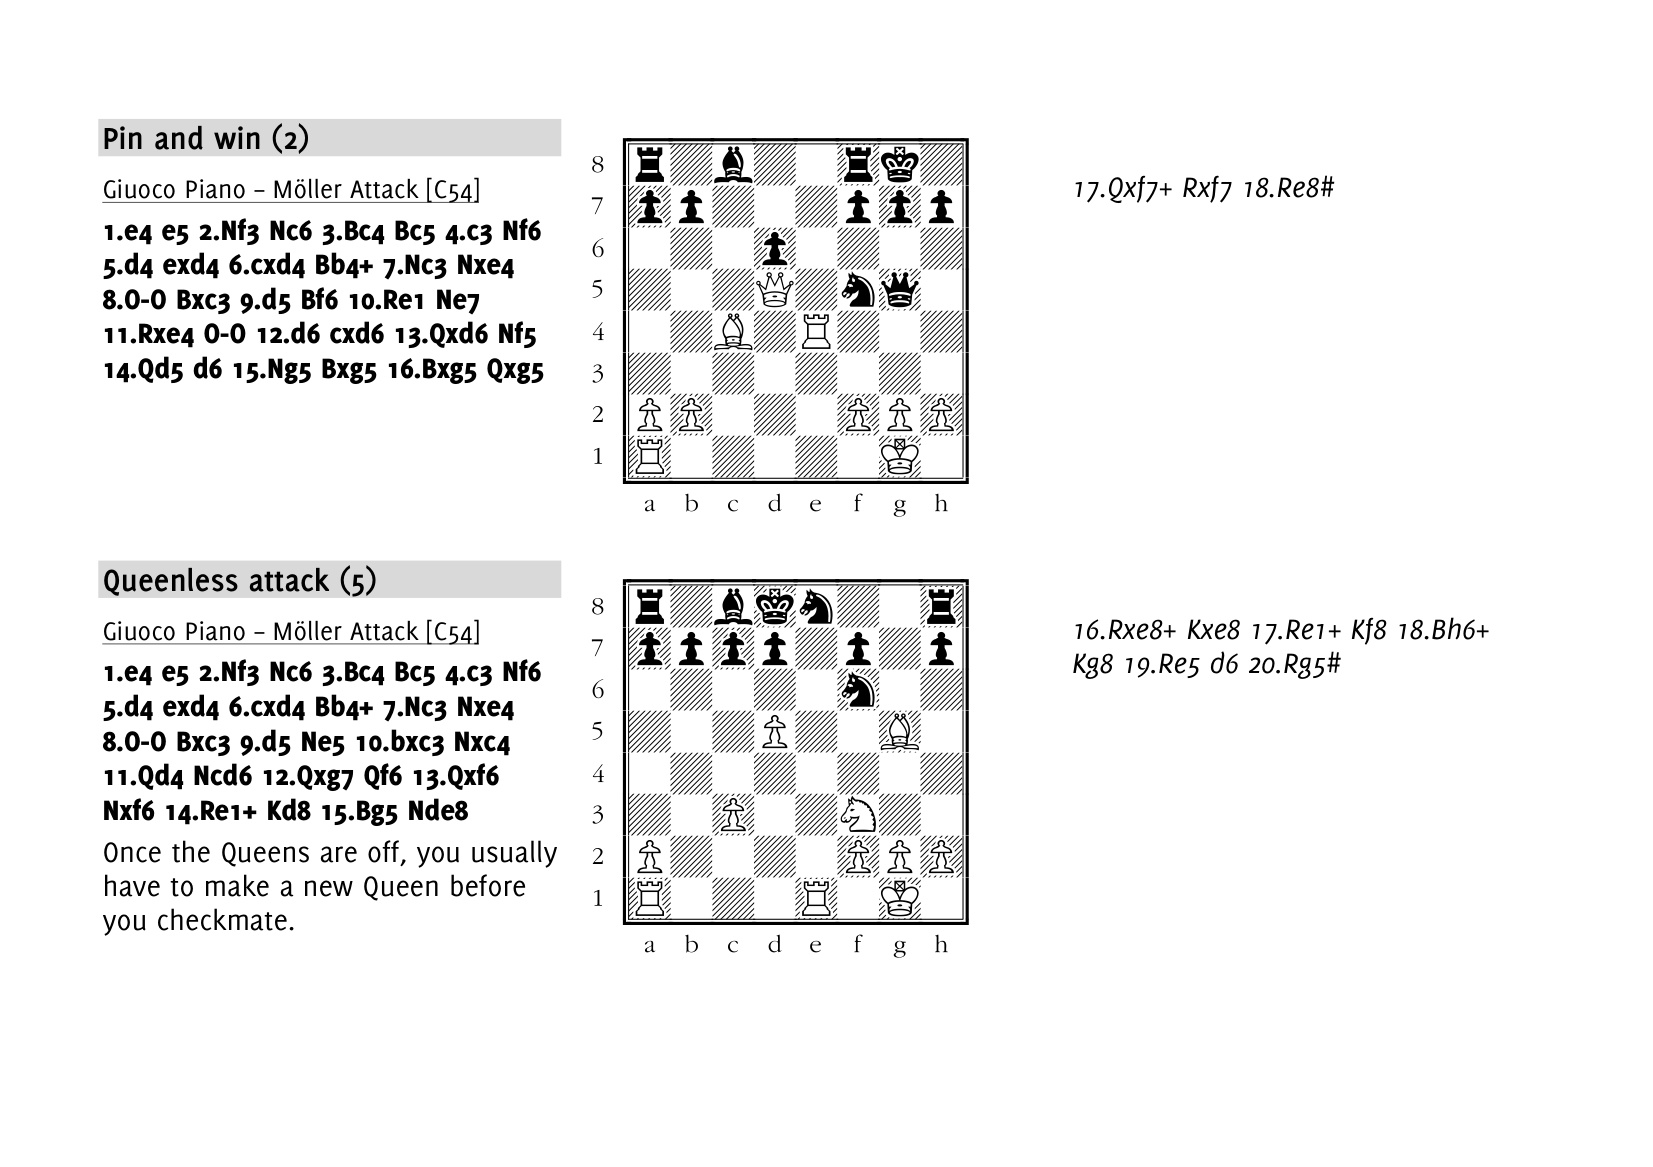 Pin and win (2)
Giuoco Piano – Möller Attack [C54]
1.e4 e5 2.Nf3 Nc6 3.Bc4 Bc5 4.c3 Nf6
5.d4 exd4 6.cxd4 Bb4+ 7.Nc3 Nxe4
8.0-0 Bxc3 9.d5 Bf6 10.Re1 Ne7
11.Rxe4 0-0 12.d6 cxd6 13.Qxd6 Nf5
14.Qd5 d6 15.Ng5 Bxg5 16.Bxg5 Qxg5
8
7
6
5
4
3
2
1
a b c d e f g h
17.Qxf7+ Rxf7 18.Re8#
Queenless attack (5)
Giuoco Piano – Möller Attack [C54]
1.e4 e5 2.Nf3 Nc6 3.Bc4 Bc5 4.c3 Nf6
5.d4 exd4 6.cxd4 Bb4+ 7.Nc3 Nxe4
8.0-0 Bxc3 9.d5 Ne5 10.bxc3 Nxc4
11.Qd4 Ncd6 12.Qxg7 Qf6 13.Qxf6
Nxf6 14.Re1+ Kd8 15.Bg5 Nde8
Once the Queens are off, you usually
have to make a new Queen before
you checkmate.
8
7
6
5
4
3
2
1
a b c d e f g h
16.Rxe8+ Kxe8 17.Re1+ Kf8 18.Bh6+
Kg8 19.Re5 d6 20.Rg5#